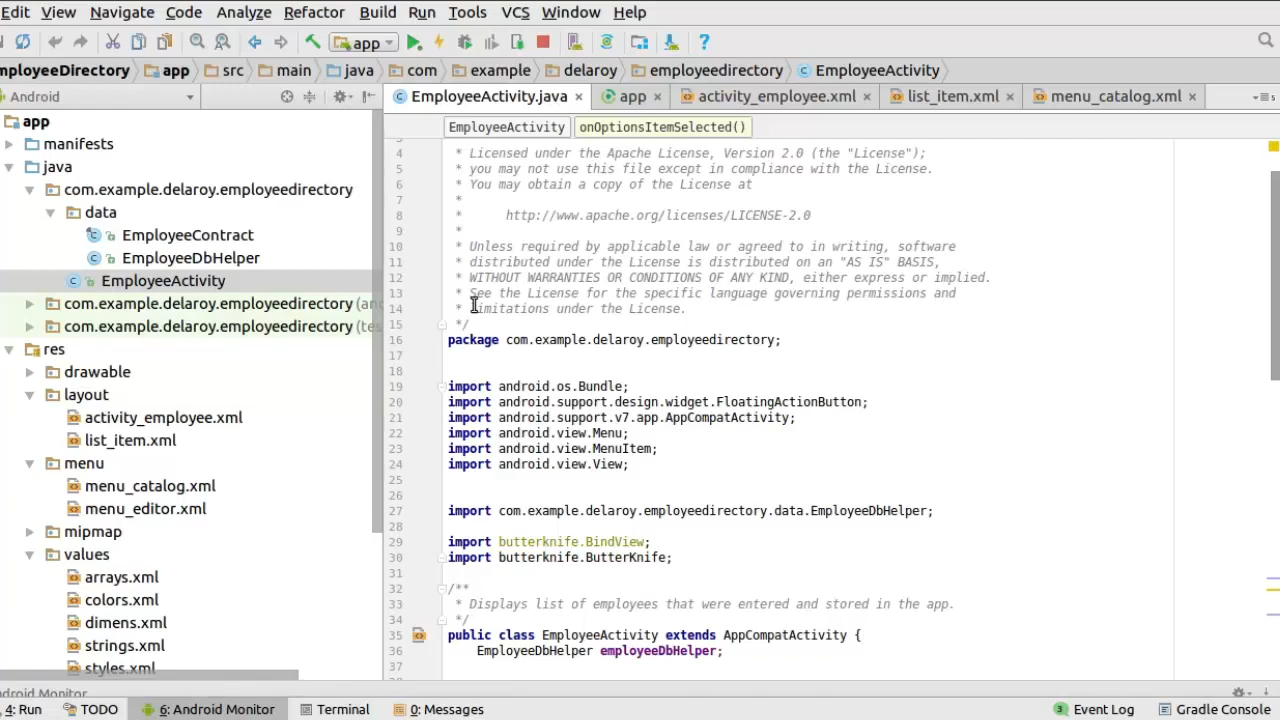 Edit View Navigate Code Analyze Refactor Build Run Tools VCS Window Help
app
mployeeDirectory app src main java com example delaroy employeedirectory EmployeeActivity
Android
EmployeeActivity.java app activity_employee.xml list_item.xml menu_catalog.xml
EmployeeActivity onOptionsItemSelected()
app
manifests
java
com.example.delaroy.employeedirectory
data
EmployeeContract
EmployeeDbHelper
EmployeeActivity
com.example.delaroy.employeedirectory (an
com.example.delaroy.employeedirectory (tes
res
drawable
layout
activity_employee.xml
list_item.xml
menu
menu_catalog.xml
menu_editor.xml
mipmap
values
arrays.xml
colors.xml
dimens.xml
strings.xml
styles.xml
4 * Licensed under the Apache License, Version 2.0 (the "License");
5 * you may not use this file except in compliance with the License.
6 * You may obtain a copy of the License at
7 *
8 * http://www.apache.org/licenses/LICENSE-2.0
9 *
10 * Unless required by applicable law or agreed to in writing, software
11 * distributed under the License is distributed on an "AS IS" BASIS,
12 * WITHOUT WARRANTIES OR CONDITIONS OF ANY KIND, either express or implied.
13 * See the License for the specific language governing permissions and
14 * limitations under the License.
15 */
16 package com.example.delaroy.employeedirectory;
17
18
19 import android.os.Bundle;
20 import android.support.design.widget.FloatingActionButton;
21 import android.support.v7.app.AppCompatActivity;
22 import android.view.Menu;
23 import android.view.MenuItem;
24 import android.view.View;
25
26
27 import com.example.delaroy.employeedirectory.data.EmployeeDbHelper;
28
29 import butterknife.BindView;
30 import butterknife.ButterKnife;
31
32 /**
33 * Displays list of employees that were entered and stored in the app.
34 */
35 public class EmployeeActivity extends AppCompatActivity {
36 EmployeeDbHelper employeeDbHelper;
37
ndroid Monitor
4: Run TODO 6: Android Monitor Terminal 0: Messages 3 Event Log Gradle Console